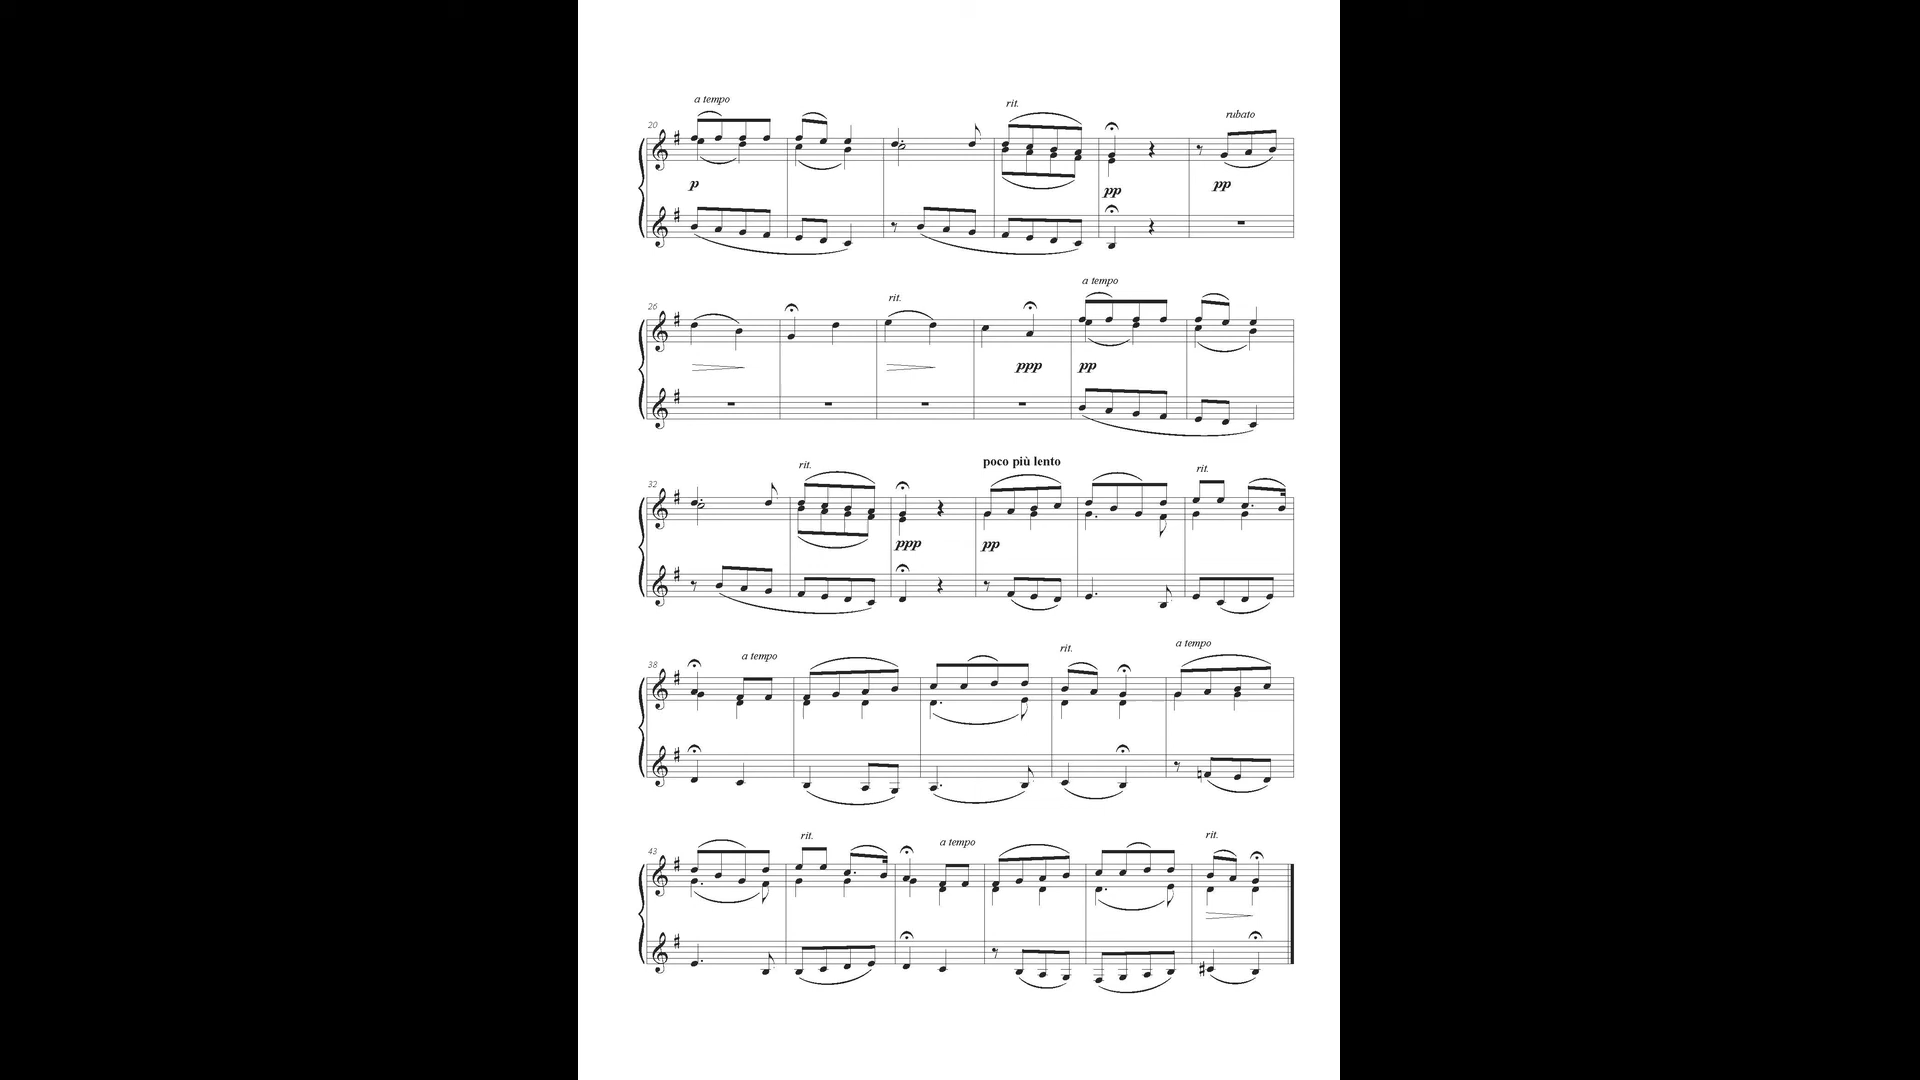 a tempo
rit.
rubato
20
p
pp
pp
rit.
a tempo
26
ppp
pp
rit.
poco più lento
rit.
32
ppp
pp
a tempo
rit.
a tempo
38
rit.
a tempo
rit.
43